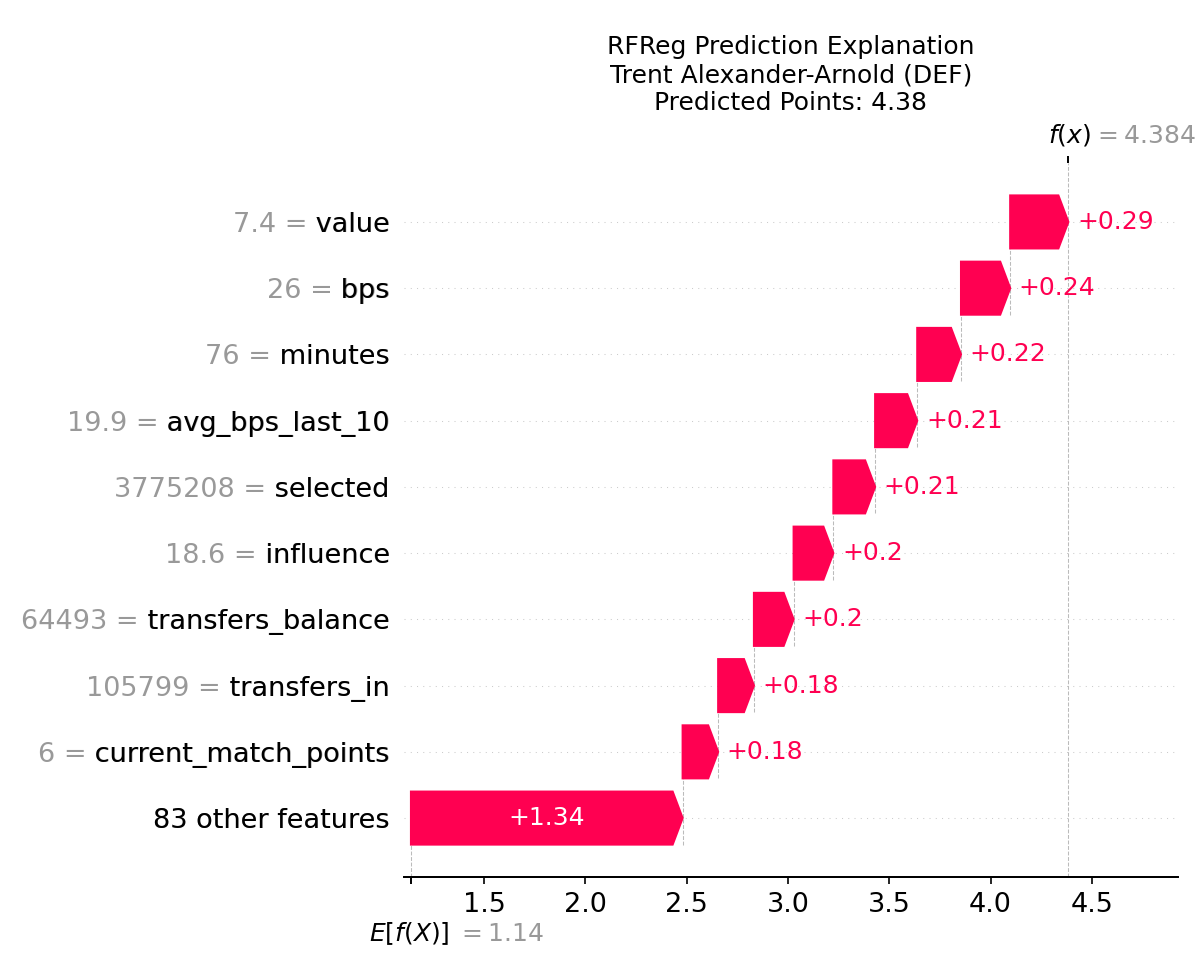 RFReg Prediction Explanation
Trent Alexander-Arnold (DEF)
Predicted Points: 4.38
f(x) = 4.384
7.4 = value
+0.29
26 = bps
+0.24
76 = minutes
+0.22
19.9 = avg_bps_last_10
+0.21
3775208 = selected
+0.21
18.6 = influence
+0.2
64493 = transfers_balance
+0.2
105799 = transfers_in
+0.18
6 = current_match_points
+0.18
83 other features
+1.34
1.5 2.0 2.5 3.0 3.5 4.0 4.5
E[f(X)] = 1.14